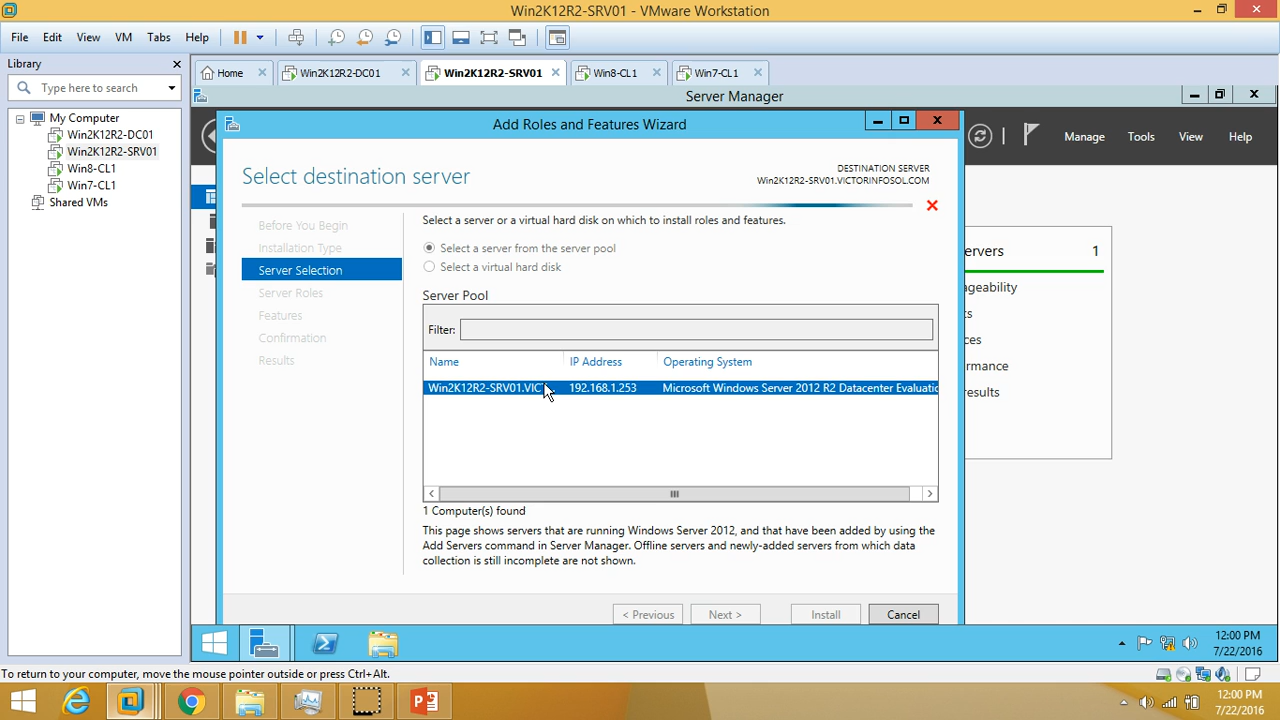 Win2K12R2-SRV01 - VMware Workstation
File Edit View VM Tabs Help
Library
Type here to search
My Computer
Win2K12R2-DC01
Win2K12R2-SRV01
Win8-CL1
Win7-CL1
Shared VMs
Home Win2K12R2-DC01 Win2K12R2-SRV01 Win8-CL1 Win7-CL1
Server Manager
Manage Tools View Help
Add Roles and Features Wizard
Select destination server
DESTINATION SERVER
Win2K12R2-SRV01.VICTORINFOSOL.COM
Before You Begin
Installation Type
Server Selection
Server Roles
Features
Confirmation
Results
Select a server or a virtual hard disk on which to install roles and features.
Select a server from the server pool
Select a virtual hard disk
Server Pool
Filter:
Name IP Address Operating System
Win2K12R2-SRV01.VICT 192.168.1.253 Microsoft Windows Server 2012 R2 Datacenter Evaluatio
1 Computer(s) found
This page shows servers that are running Windows Server 2012, and that have been added by using the
Add Servers command in Server Manager. Offline servers and newly-added servers from which data
collection is still incomplete are not shown.
< Previous Next > Install Cancel
ervers 1
geability
ts
ces
rmance
results
12:00 PM
7/22/2016
To return to your computer, move the mouse pointer outside or press Ctrl+Alt.
12:00 PM
7/22/2016